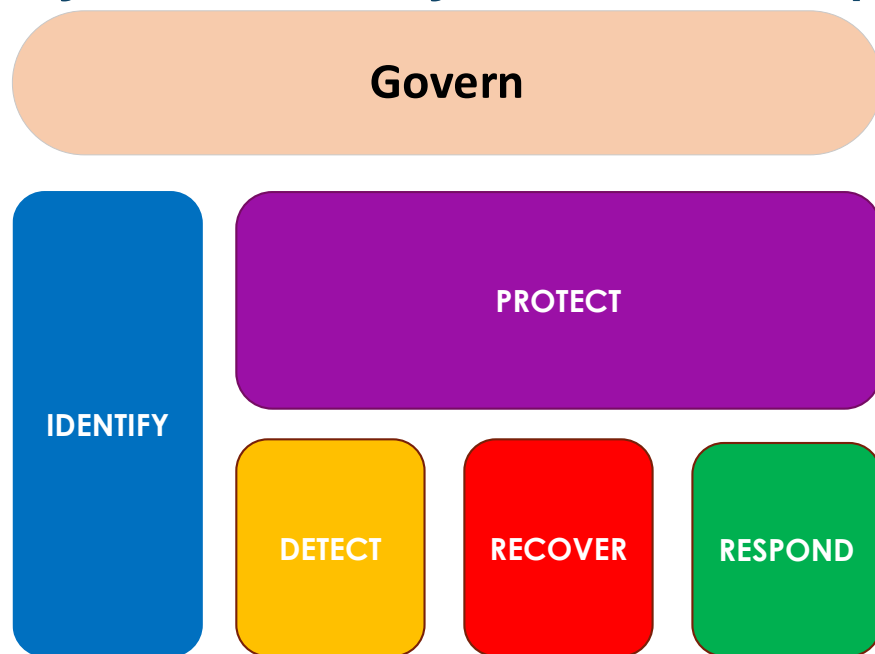 Govern
PROTECT
IDENTIFY
DETECT
RECOVER
RESPOND